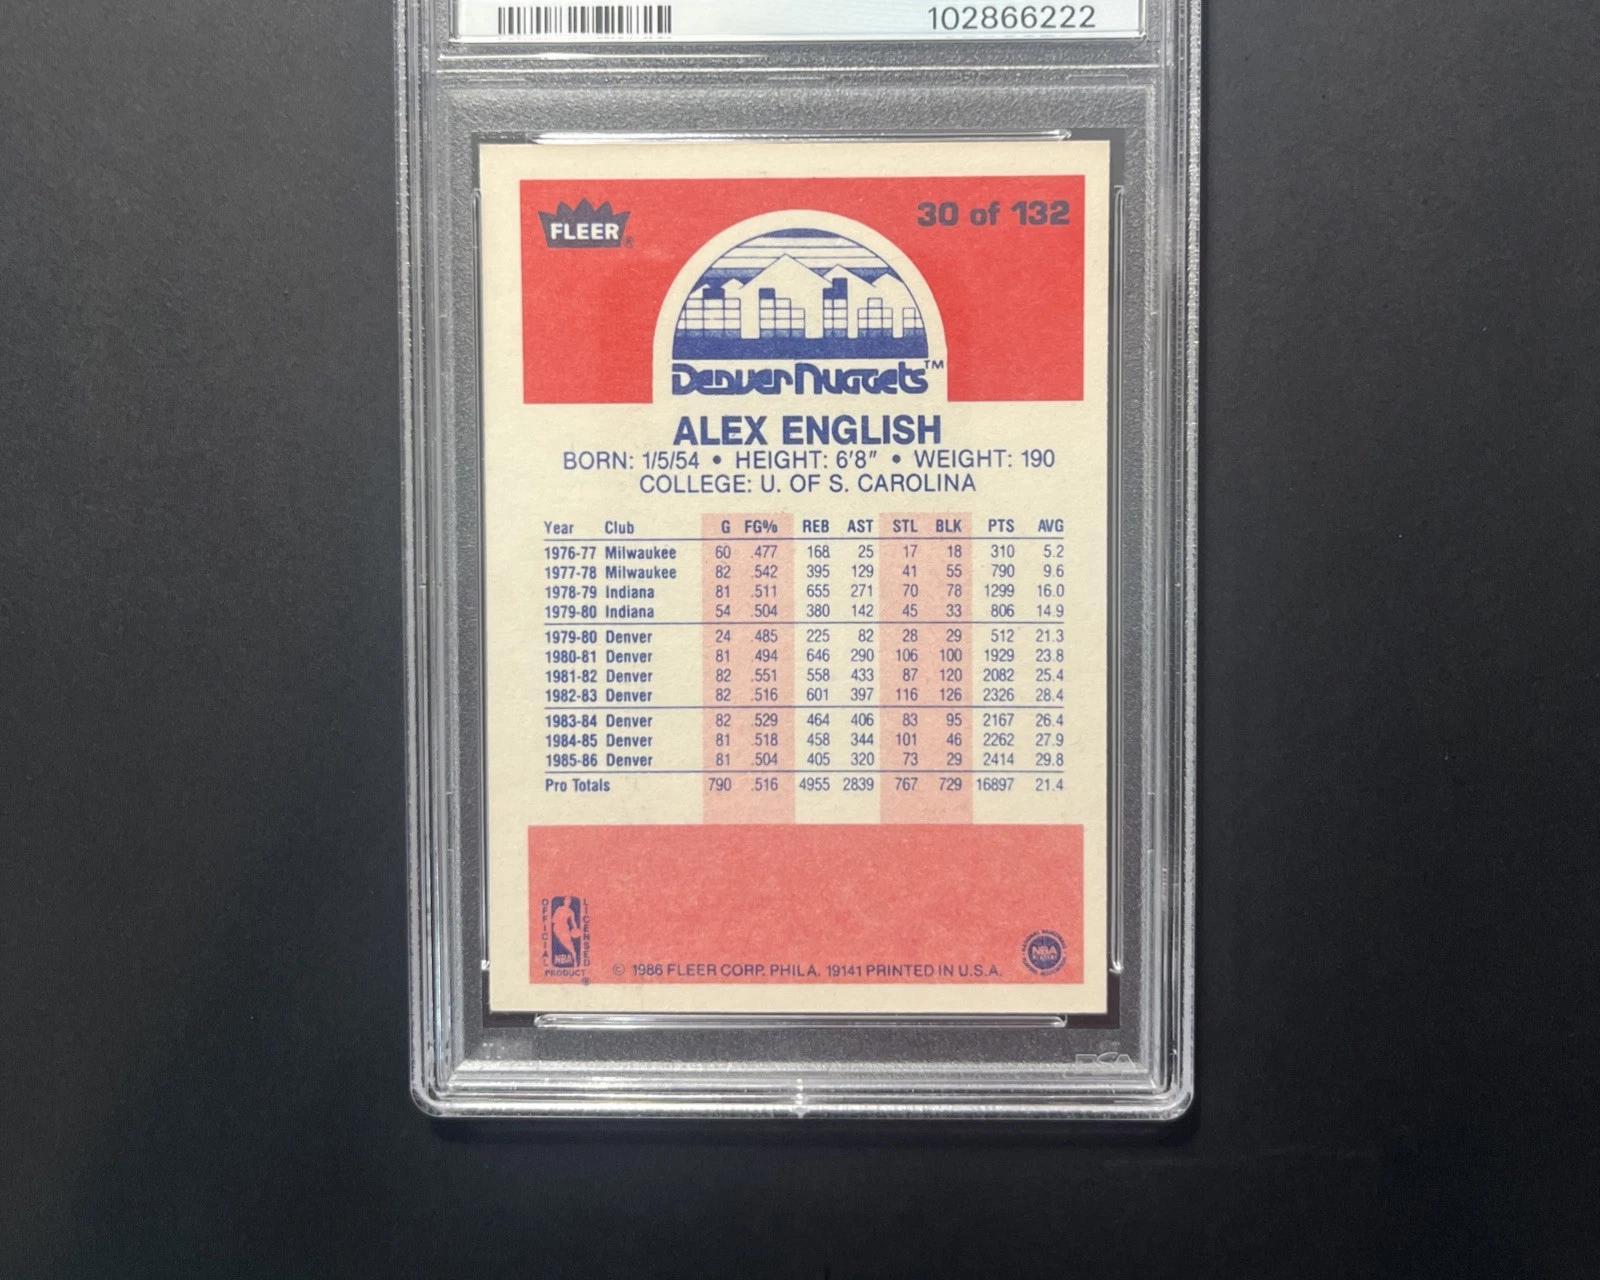 102866222
FLEER®
30 of 132
Denver Nuggets™
ALEX ENGLISH
BORN: 1/5/54 • HEIGHT: 6'8" • WEIGHT: 190
COLLEGE: U. OF S. CAROLINA
Year Club G FG% REB AST STL BLK PTS AVG
1976-77 Milwaukee 60 .477 168 25 17 18 310 5.2
1977-78 Milwaukee 82 .542 395 129 41 55 790 9.6
1978-79 Indiana 81 .511 655 271 70 78 1299 16.0
1979-80 Indiana 54 .504 380 142 45 33 806 14.9
1979-80 Denver 24 .485 225 82 28 29 512 21.3
1980-81 Denver 81 .494 646 290 106 100 1929 23.8
1981-82 Denver 82 .551 558 433 87 120 2082 25.4
1982-83 Denver 82 .516 601 397 116 126 2326 28.4
1983-84 Denver 82 .529 464 406 83 95 2167 26.4
1984-85 Denver 81 .518 458 344 101 46 2262 27.9
1985-86 Denver 81 .504 405 320 73 29 2414 29.8
Pro Totals 790 .516 4955 2839 767 729 16897 21.4
OFFICIAL
LICENSED
NBA
PRODUCT®
© 1986 FLEER CORP. PHILA. 19141 PRINTED IN U.S.A.
NBA
PSA